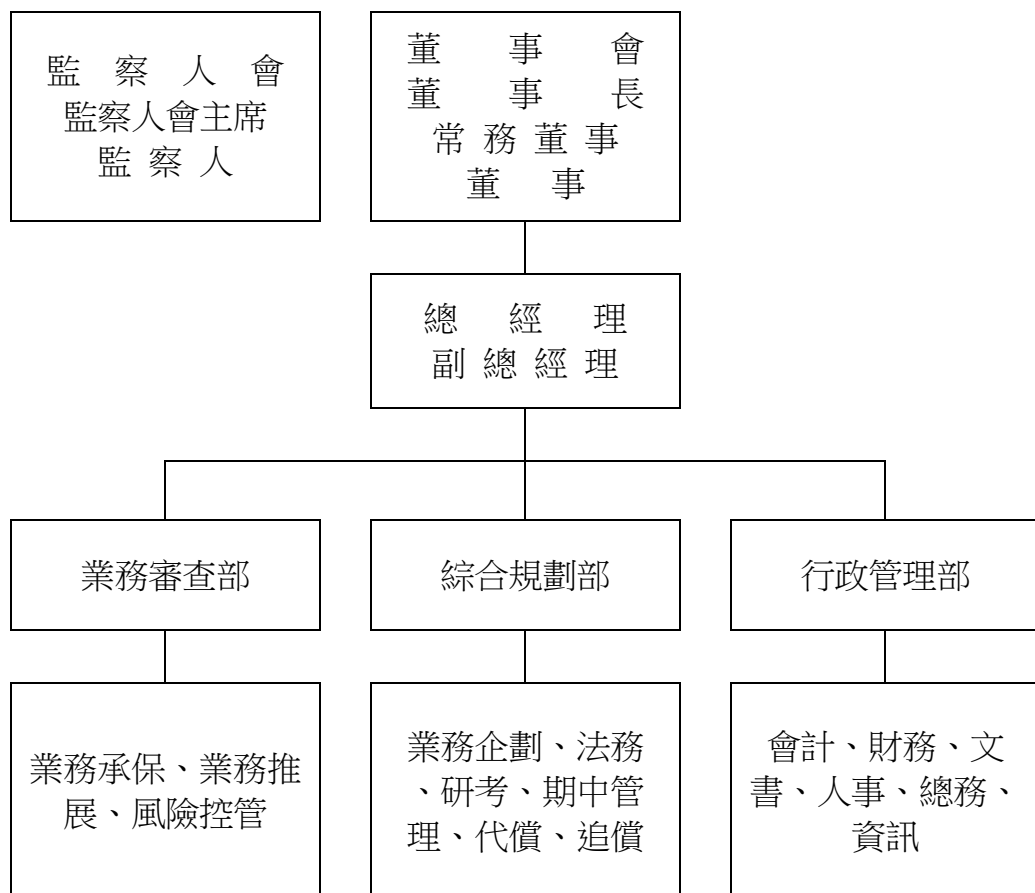 監察人會
監察人會主席
監察人
董事會
董事長
常務董事
董事
總經理
副總經理
業務審查部
綜合規劃部
行政管理部
業務承保、業務推
展、風險控管
業務企劃、法務
、研考、期中管
理、代償、追償
會計、財務、文
書、人事、總務、
資訊